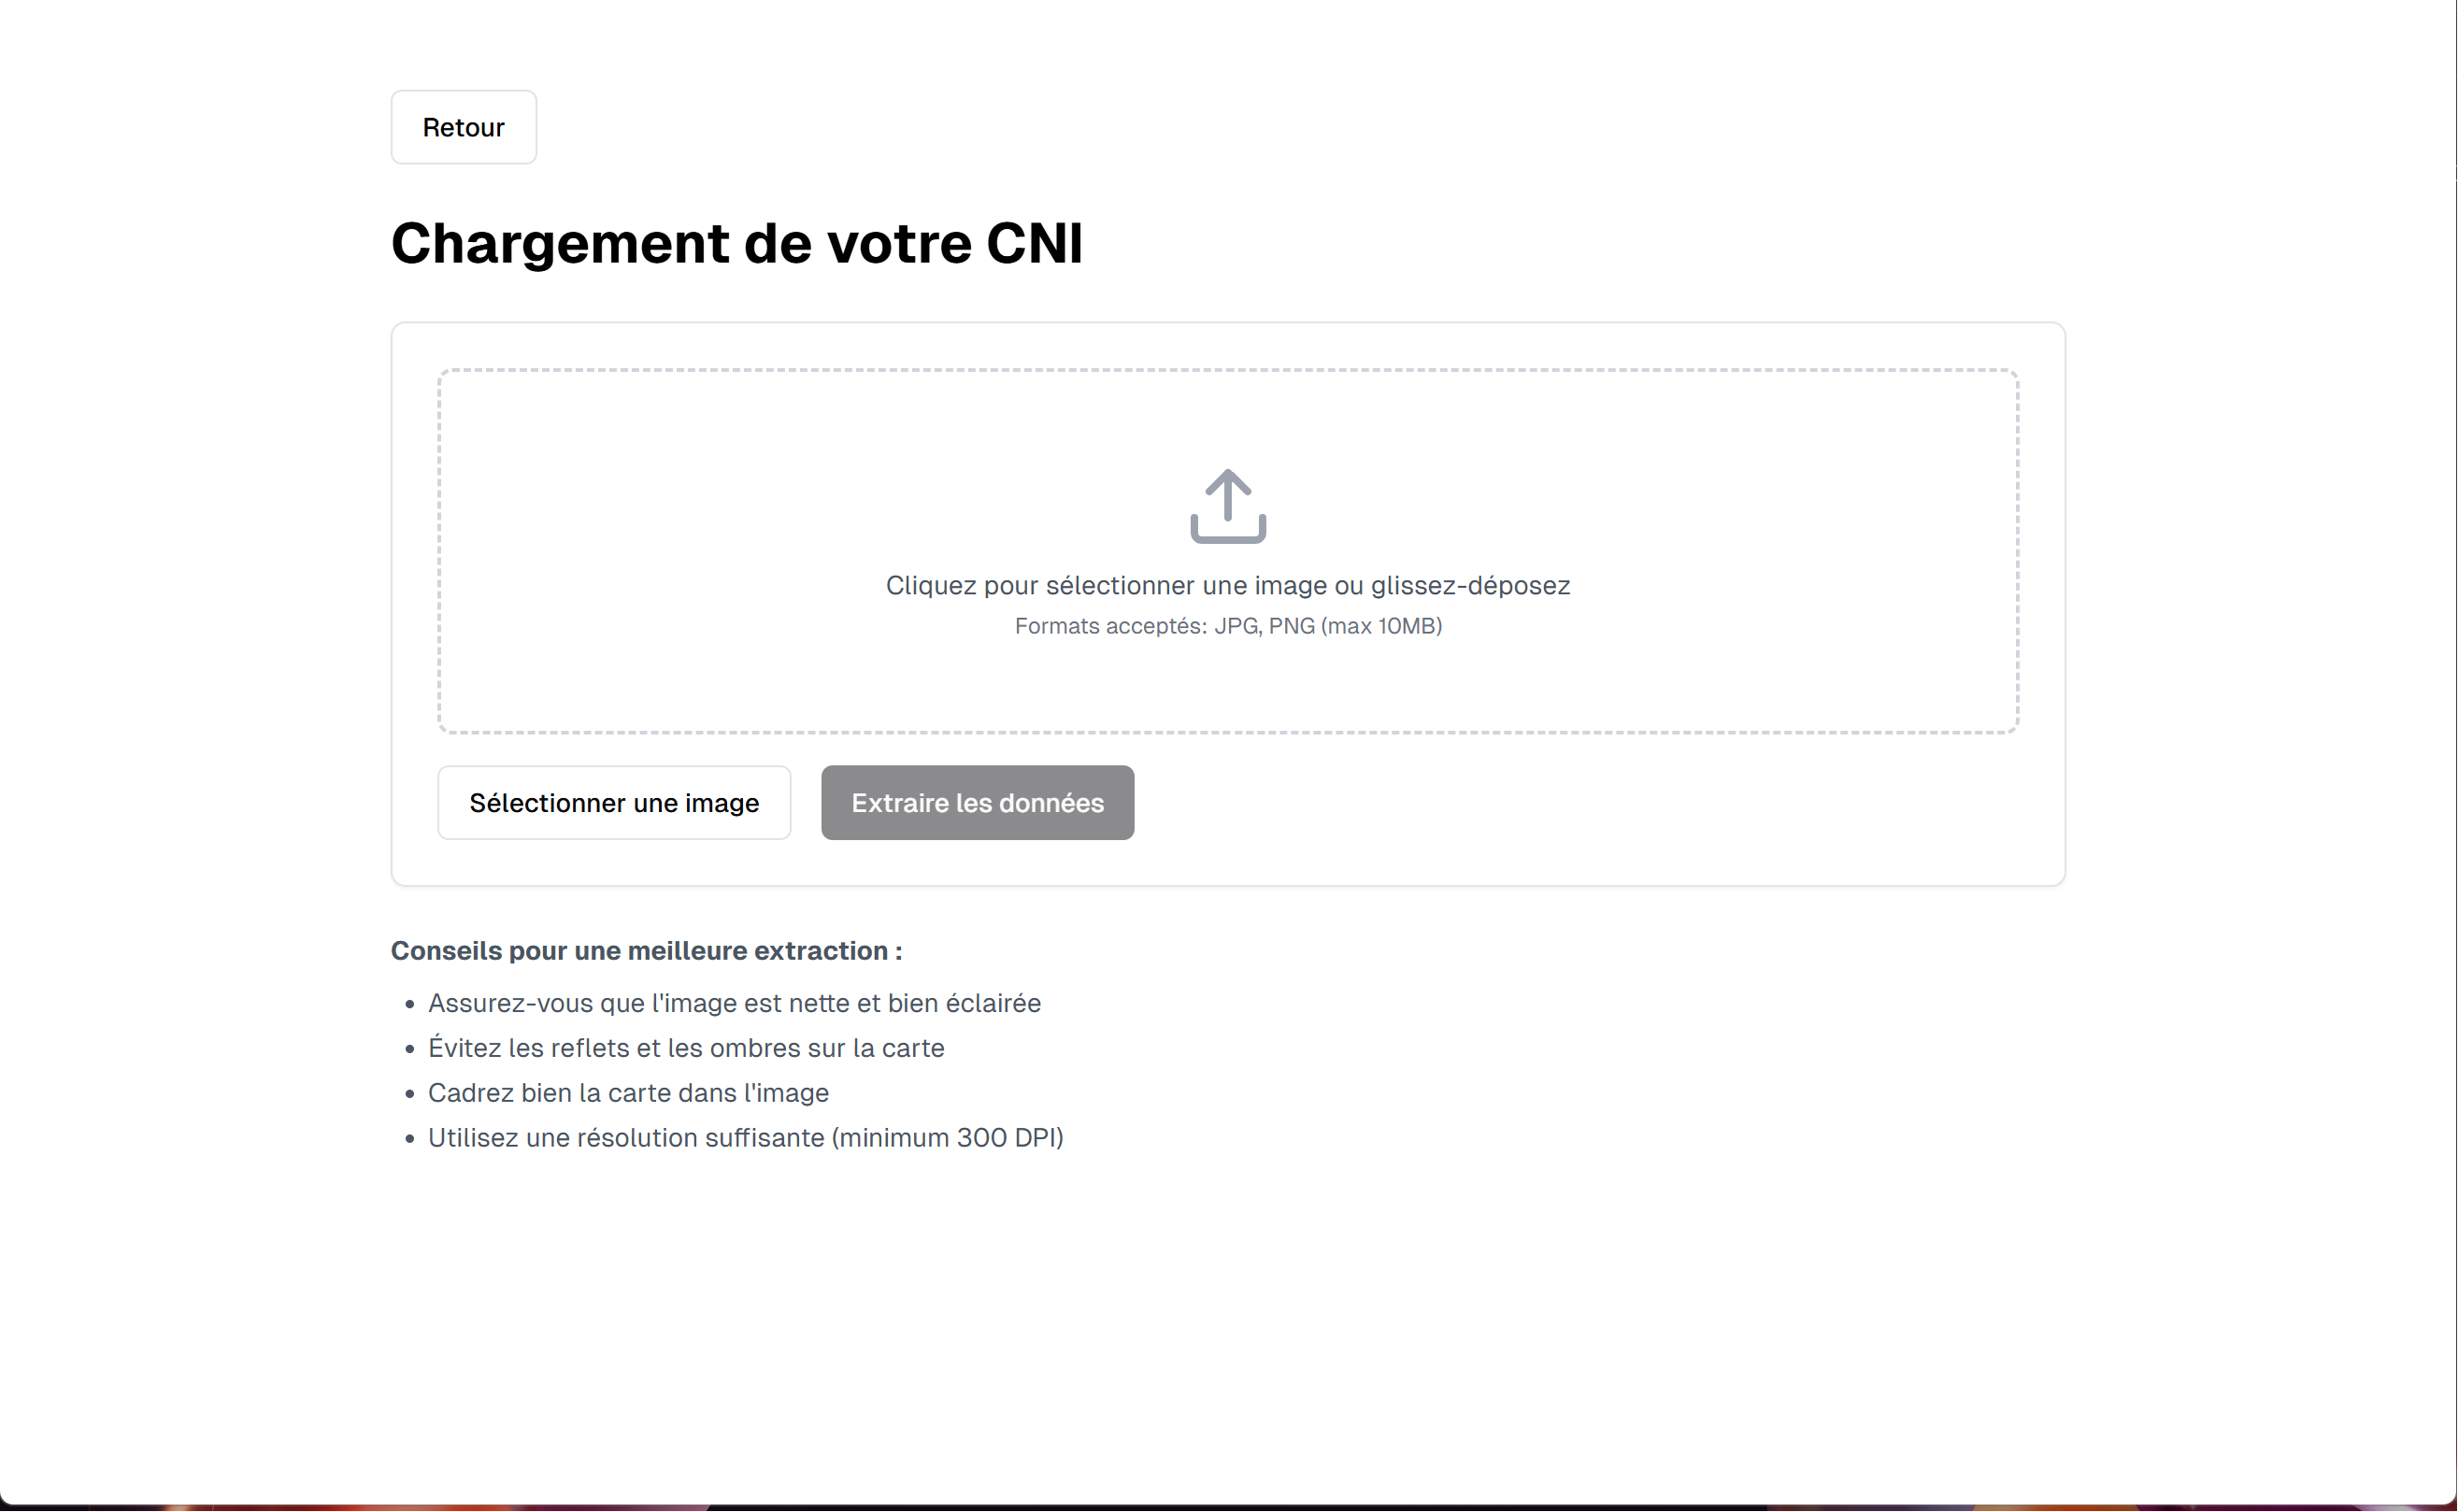 Retour
Chargement de votre CNI
Cliquez pour sélectionner une image ou glissez-déposez
Formats acceptés: JPG, PNG (max 10MB)
Sélectionner une image
Extraire les données
Conseils pour une meilleure extraction :
Assurez-vous que l'image est nette et bien éclairée
Évitez les reflets et les ombres sur la carte
Cadrez bien la carte dans l'image
Utilisez une résolution suffisante (minimum 300 DPI)